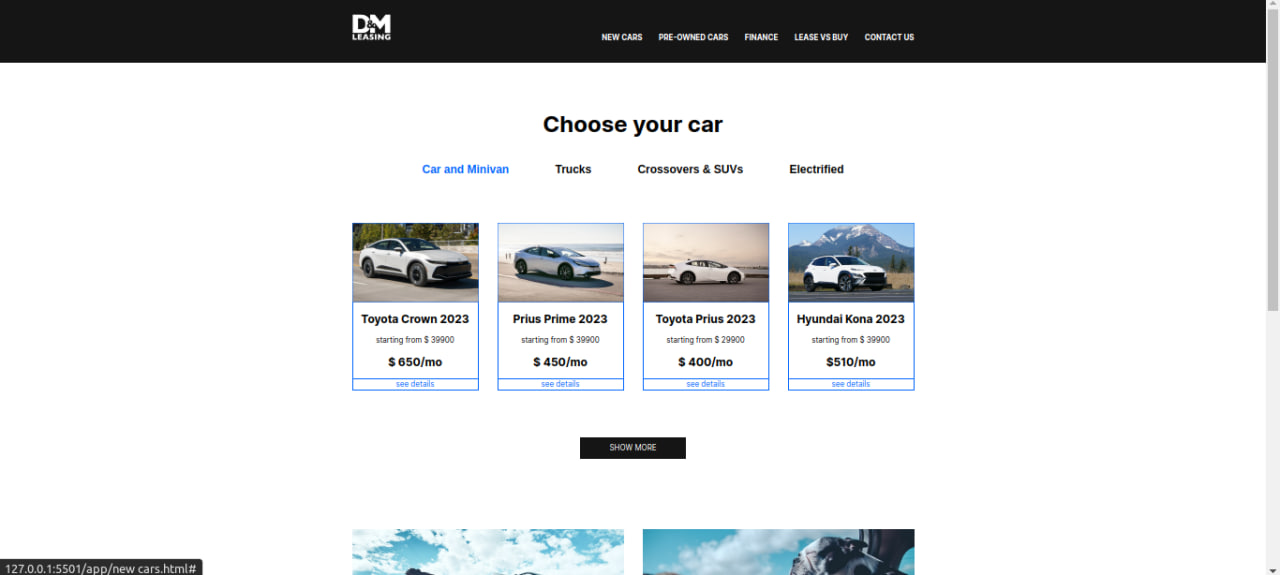 D&M
LEASING
NEW CARS PRE-OWNED CARS FINANCE LEASE VS BUY CONTACT US
Choose your car
Car and Minivan Trucks Crossovers & SUVs Electrified
Toyota Crown 2023 Prius Prime 2023 Toyota Prius 2023 Hyundai Kona 2023
starting from $ 39900 starting from $ 39900 starting from $ 29900 starting from $ 39900
$ 650/mo $ 450/mo $ 400/mo $510/mo
see details see details see details see details
SHOW MORE
127.0.0.1:5501/app/new cars.html#